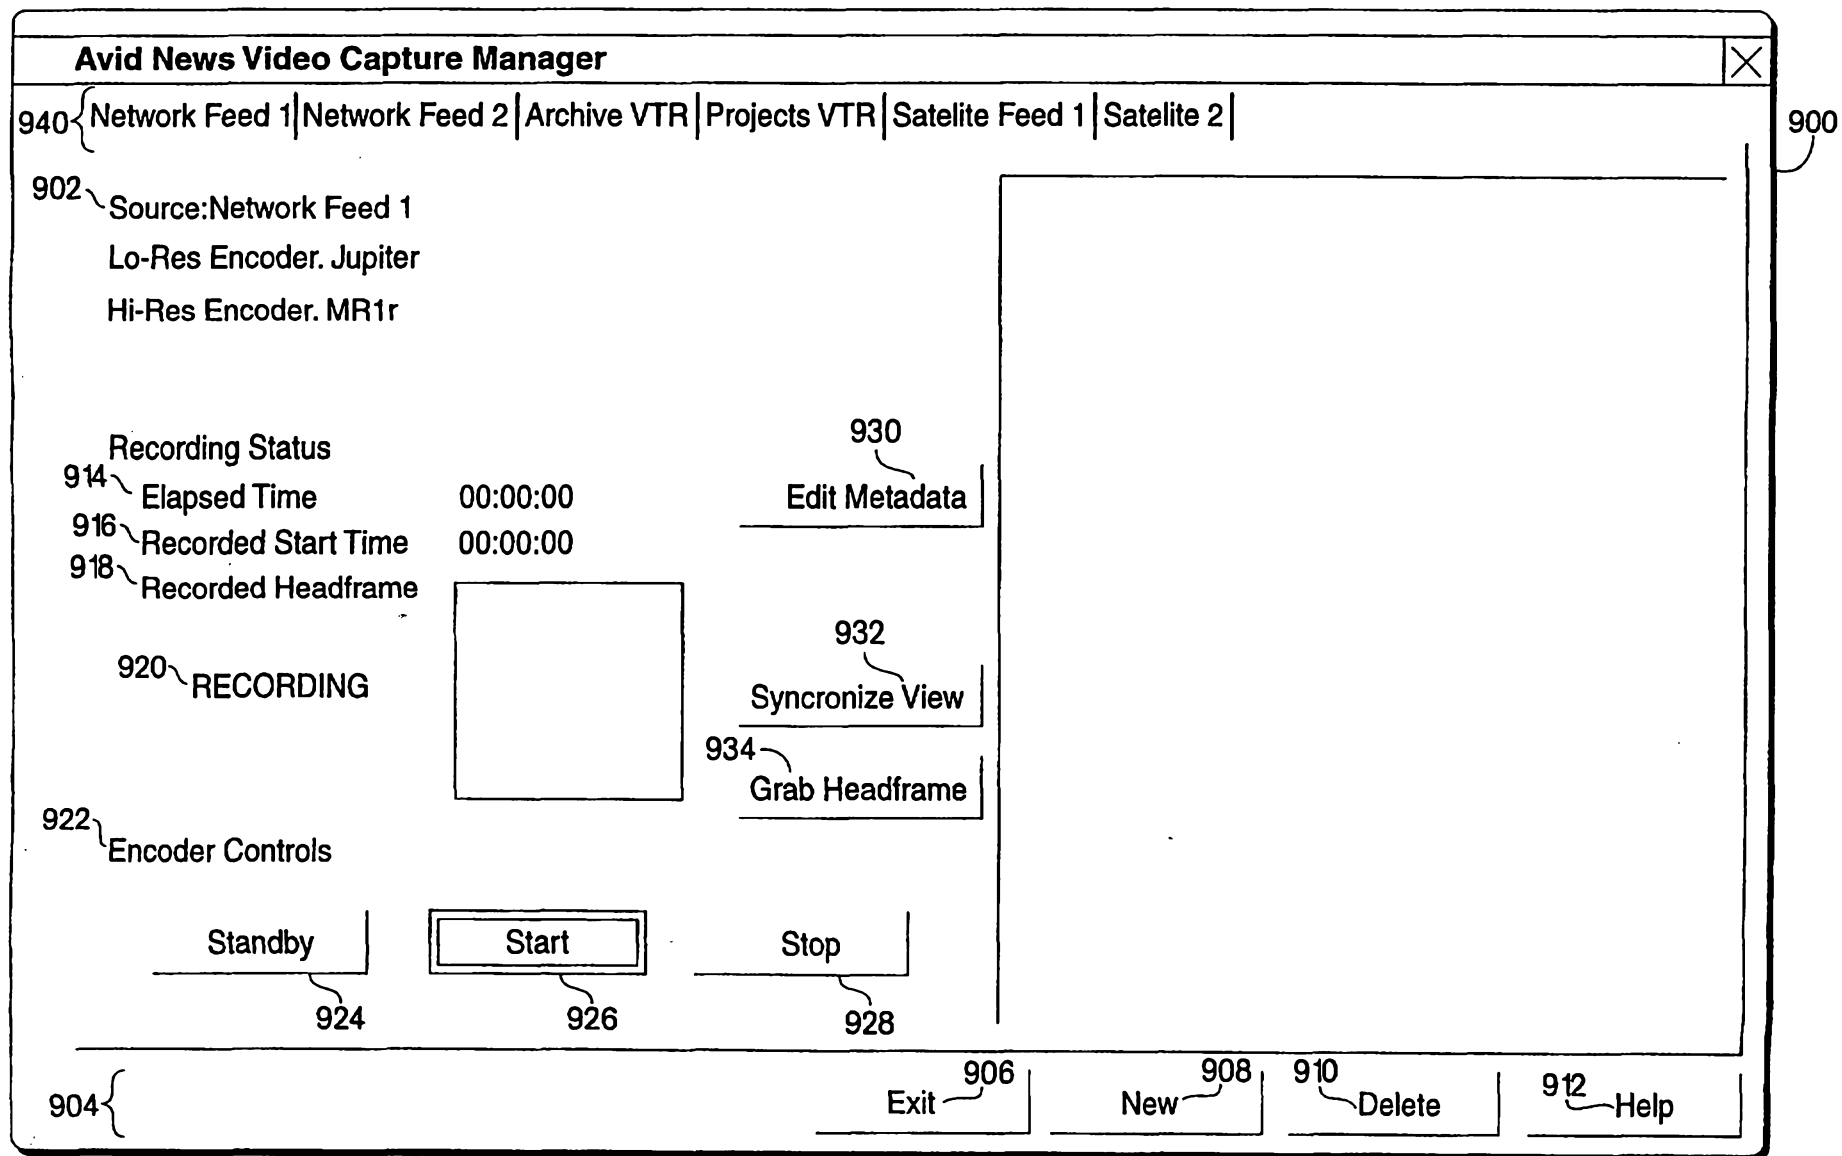 Avid News Video Capture Manager
940 Network Feed 1 Network Feed 2 Archive VTR Projects VTR Satelite Feed 1 Satelite 2
900
902 Source:Network Feed 1
Lo-Res Encoder. Jupiter
Hi-Res Encoder. MR1r
Recording Status
930
914 Elapsed Time 00:00:00 Edit Metadata
916 Recorded Start Time 00:00:00
918 Recorded Headframe
932
920 RECORDING Syncronize View
934 Grab Headframe
922 Encoder Controls
Standby Start Stop
924 926 928
904 Exit 906 New 908 910 Delete 912 Help